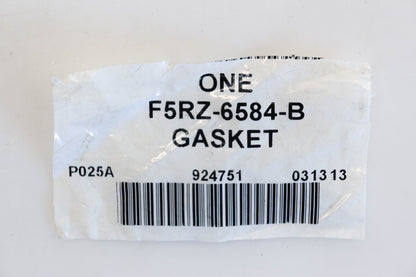 ONE
F5RZ-6584-B
GASKET
P025A 924751 031313